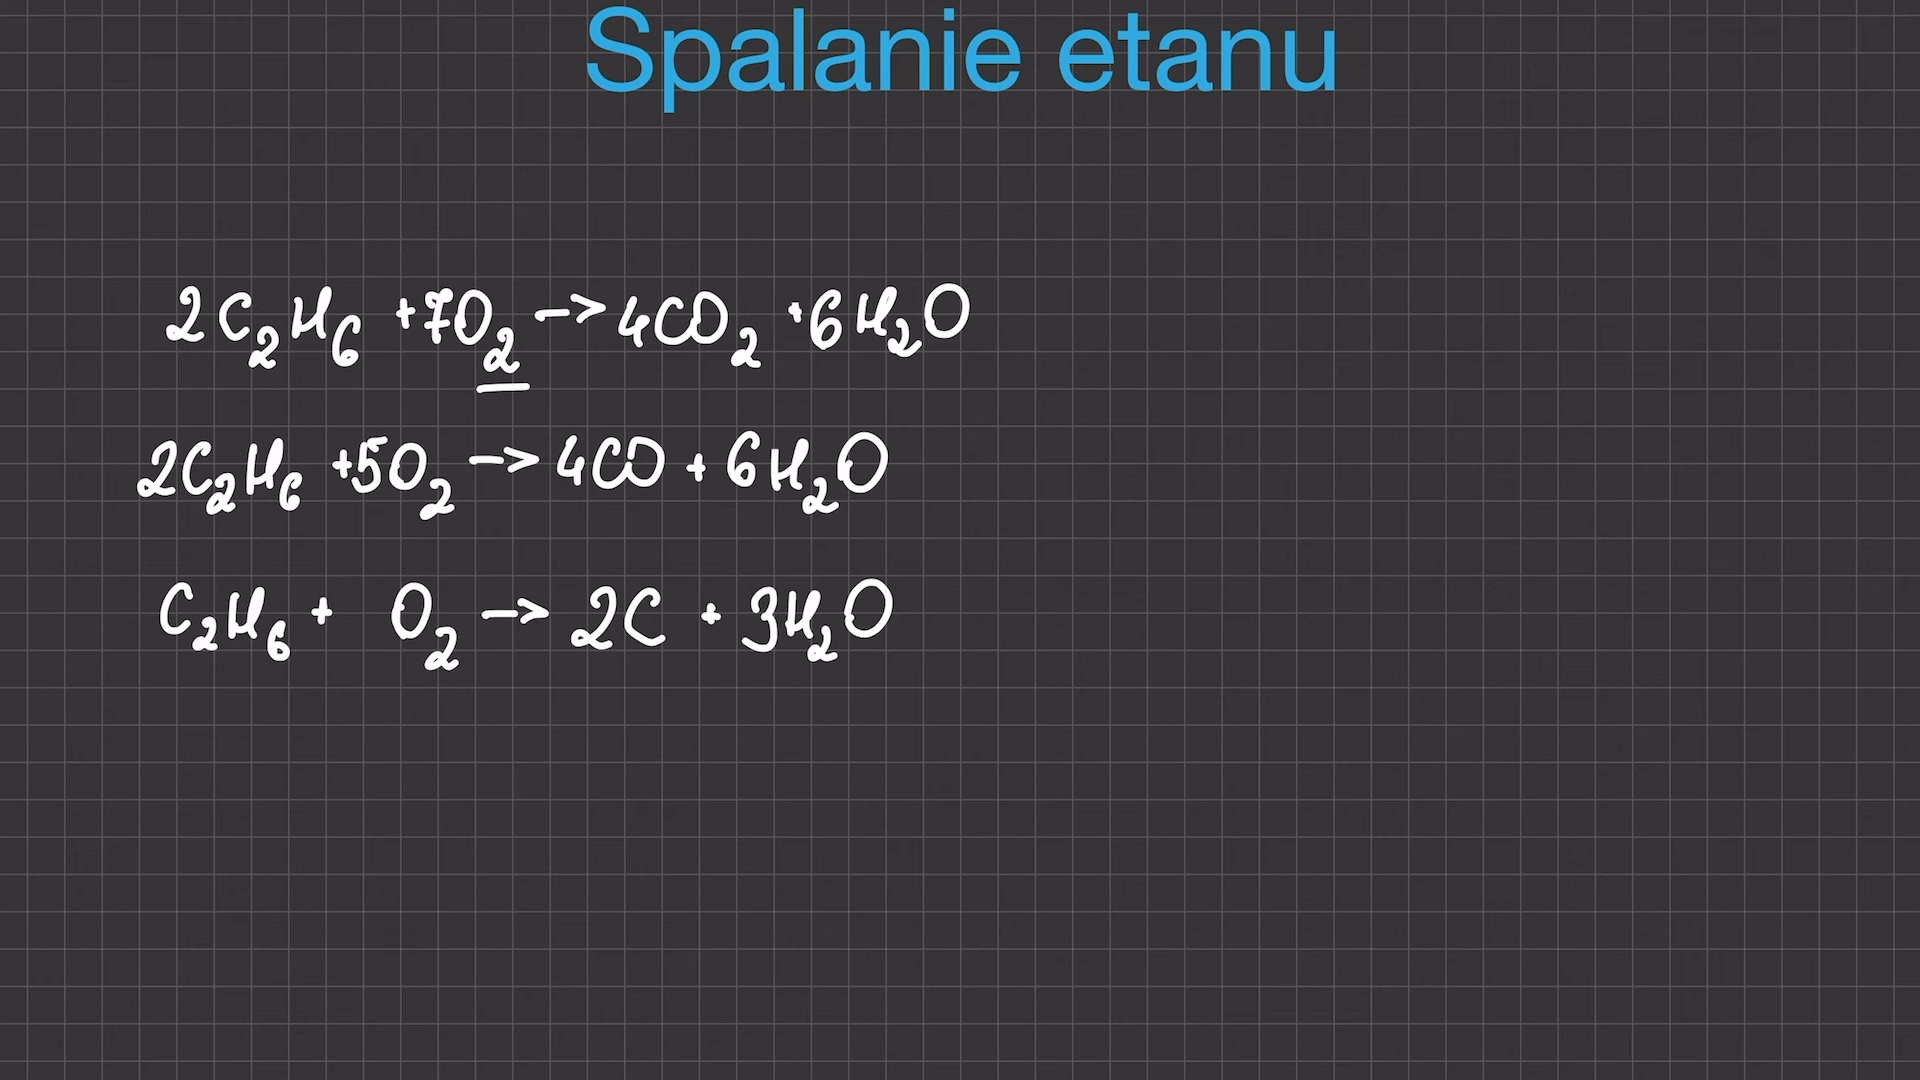 Spalanie etanu
2C₂H₆ +7O₂ -> 4CO₂ +6H₂O
2C₂H₆ +5O₂ -> 4CO + 6H₂O
C₂H₆ + O₂ -> 2C + 3H₂O